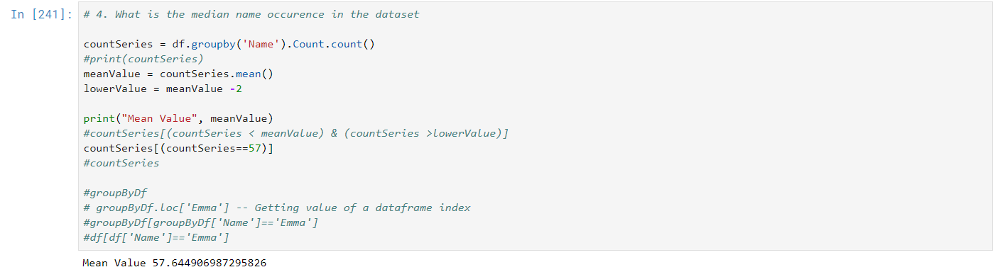 In [241]: # 4. What is the median name occurence in the dataset
countSeries = df.groupby('Name').Count.count()
#print(countSeries)
meanValue = countSeries.mean()
lowerValue = meanValue -2
print("Mean Value", meanValue)
#countSeries[(countSeries < meanValue) & (countSeries >lowerValue)]
countSeries[(countSeries==57)]
#countSeries
#groupByDf
# groupByDf.loc['Emma'] -- Getting value of a dataframe index
#groupByDf[groupByDf['Name']=='Emma']
#df[df['Name']=='Emma']
Mean Value 57.644906987295826